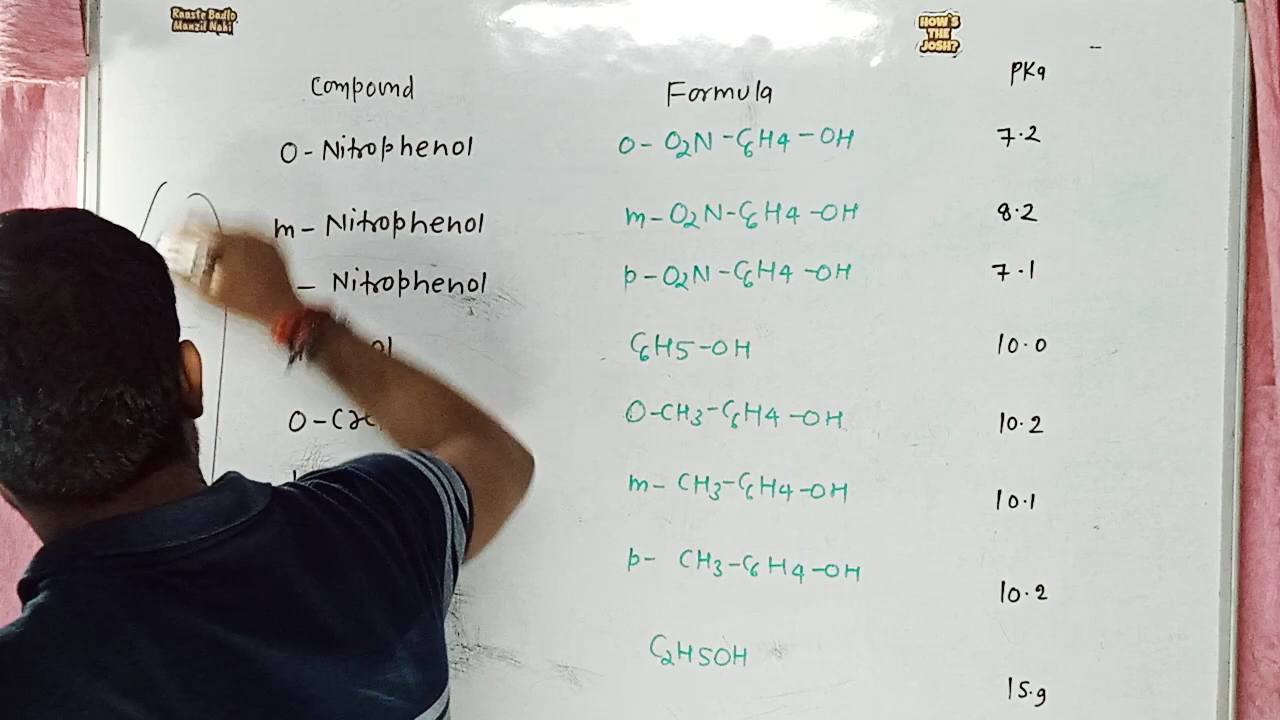 Raaste Badlo
Manzil Nahi
HOW'S
THE
JOSH?
Compound Formula PKa
O - Nitrophenol O - O2N - C6H4 - OH 7.2
m - Nitrophenol m - O2N - C6H4 - OH 8.2
- Nitrophenol p - O2N - C6H4 - OH 7.1
C6H5 - OH 10.0
O - CH3 - C6H4 - OH 10.2
m - CH3 - C6H4 - OH 10.1
p - CH3 - C6H4 - OH 10.2
C2H5OH 15.9